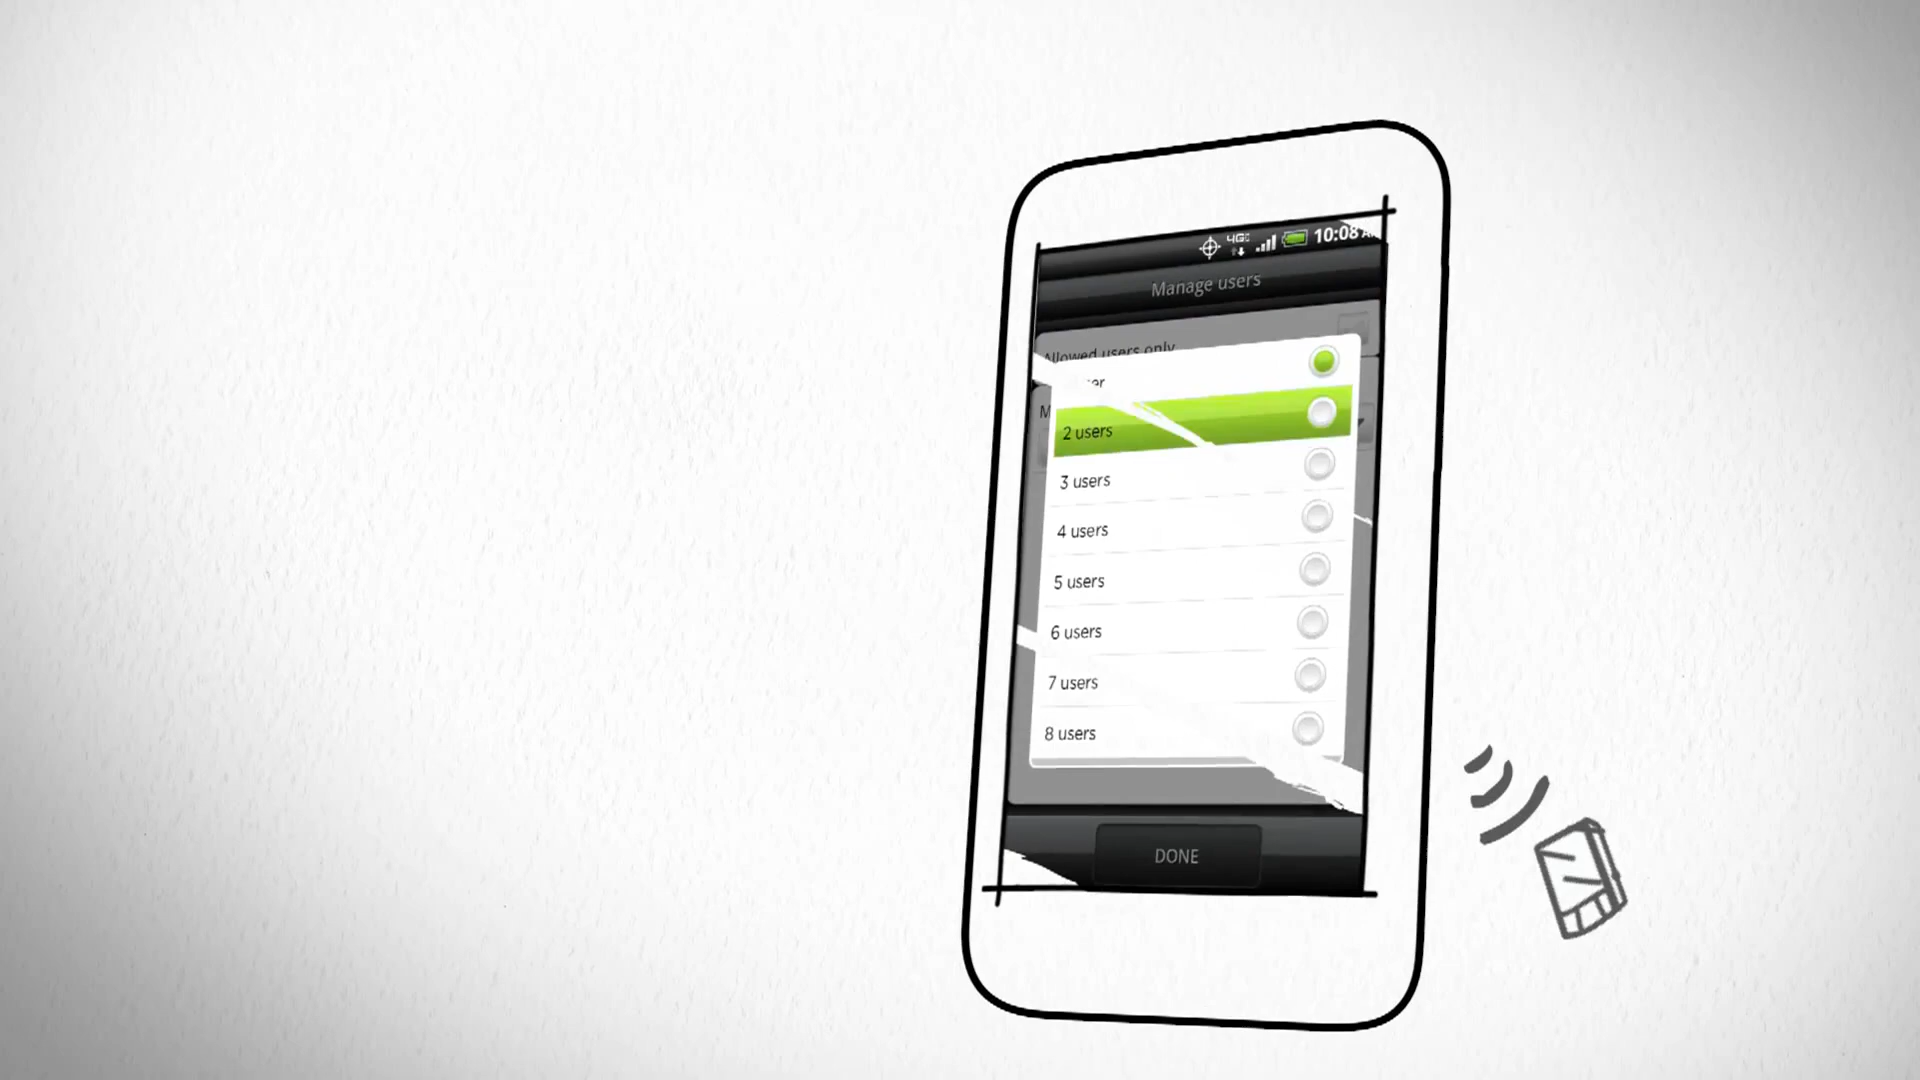 4G 10:08
Manage users
Allowed users only
2 users
3 users
4 users
5 users
6 users
7 users
8 users
DONE